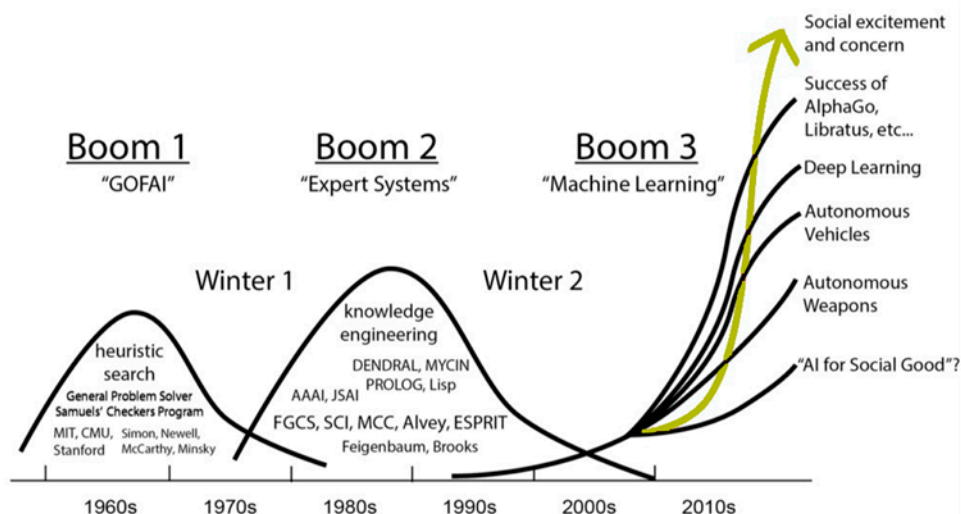 Social excitement
and concern
Success of
AlphaGo,
Libratus, etc...
Boom 1
"GOFAI"
Boom 2
"Expert Systems"
Boom 3
"Machine Learning"
Deep Learning
Autonomous
Vehicles
Winter 1
Winter 2
Autonomous
Weapons
heuristic
search
General Problem Solver
Samuels' Checkers Program
MIT, CMU,
Stanford
Simon, Newell,
McCarthy, Minsky
knowledge
engineering
DENDRAL, MYCIN
PROLOG, Lisp
AAAI, JSAI
FGCS, SCI, MCC, Alvey, ESPRIT
Feigenbaum, Brooks
"AI for Social Good"?
1960s
1970s
1980s
1990s
2000s
2010s